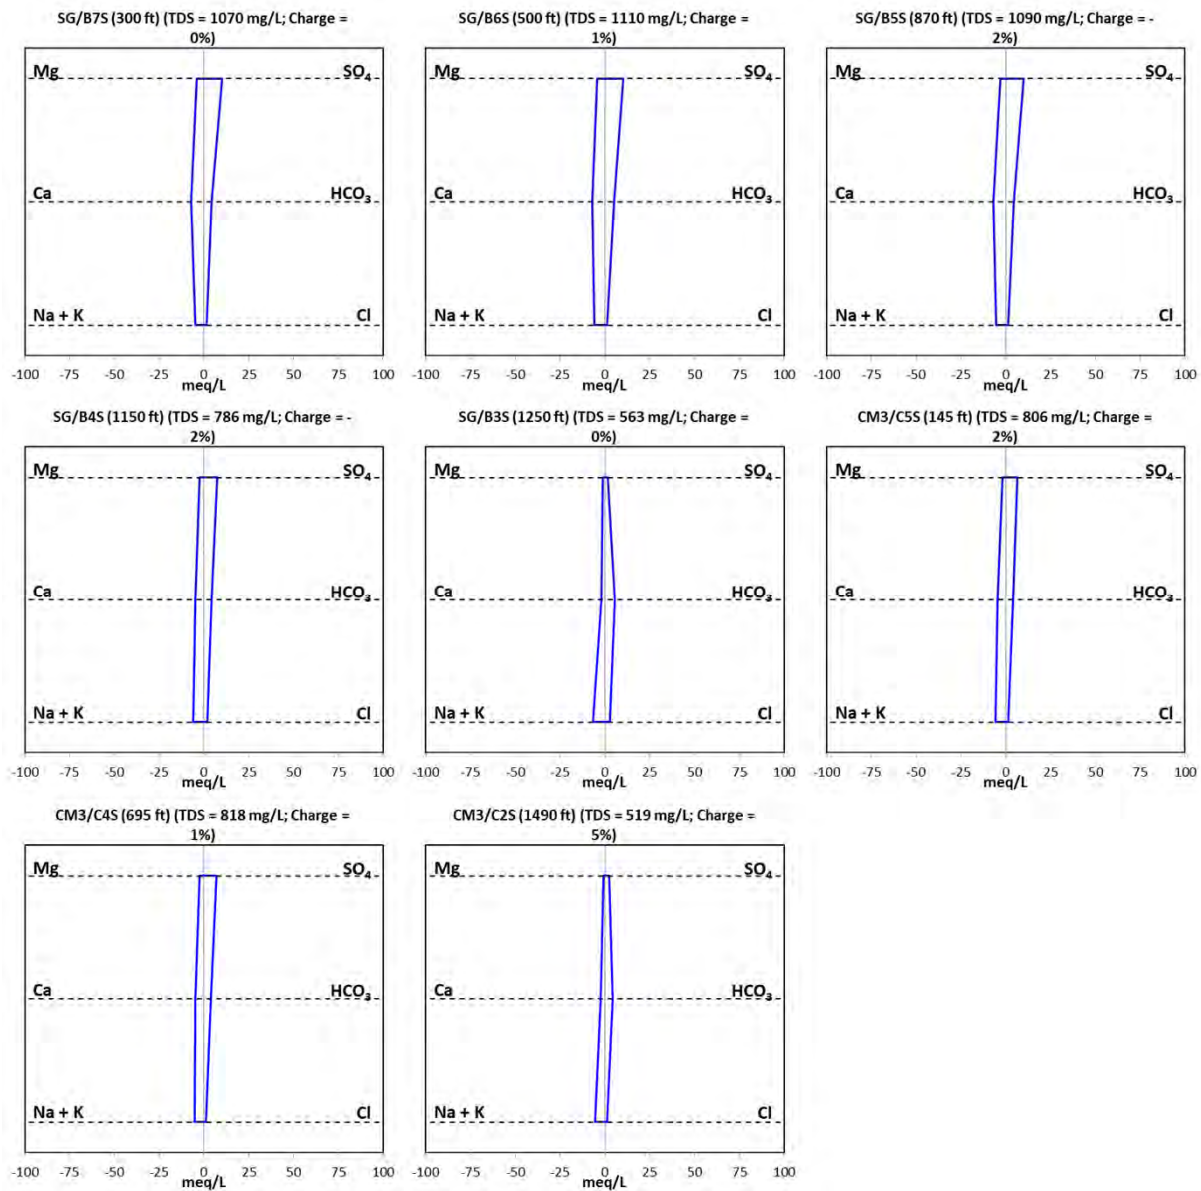 SG/B7S (300 ft) (TDS = 1070 mg/L; Charge =
0%)
Mg
SO₄
Ca
HCO₃
Na + K
Cl
-100 -75 -50 -25 0 25 50 75 100
meq/L
SG/B6S (500 ft) (TDS = 1110 mg/L; Charge =
1%)
Mg
SO₄
Ca
HCO₃
Na + K
Cl
-100 -75 -50 -25 0 25 50 75 100
meq/L
SG/B5S (870 ft) (TDS = 1090 mg/L; Charge = -
2%)
Mg
SO₄
Ca
HCO₃
Na + K
Cl
-100 -75 -50 -25 0 25 50 75 100
meq/L
SG/B4S (1150 ft) (TDS = 786 mg/L; Charge = -
2%)
Mg
SO₄
Ca
HCO₃
Na + K
Cl
-100 -75 -50 -25 0 25 50 75 100
meq/L
SG/B3S (1250 ft) (TDS = 563 mg/L; Charge =
0%)
Mg
SO₄
Ca
HCO₃
Na + K
Cl
-100 -75 -50 -25 0 25 50 75 100
meq/L
CM3/C5S (145 ft) (TDS = 806 mg/L; Charge =
2%)
Mg
SO₄
Ca
HCO₃
Na + K
Cl
-100 -75 -50 -25 0 25 50 75 100
meq/L
CM3/C4S (695 ft) (TDS = 818 mg/L; Charge =
1%)
Mg
SO₄
Ca
HCO₃
Na + K
Cl
-100 -75 -50 -25 0 25 50 75 100
meq/L
CM3/C2S (1490 ft) (TDS = 519 mg/L; Charge =
5%)
Mg
SO₄
Ca
HCO₃
Na + K
Cl
-100 -75 -50 -25 0 25 50 75 100
meq/L